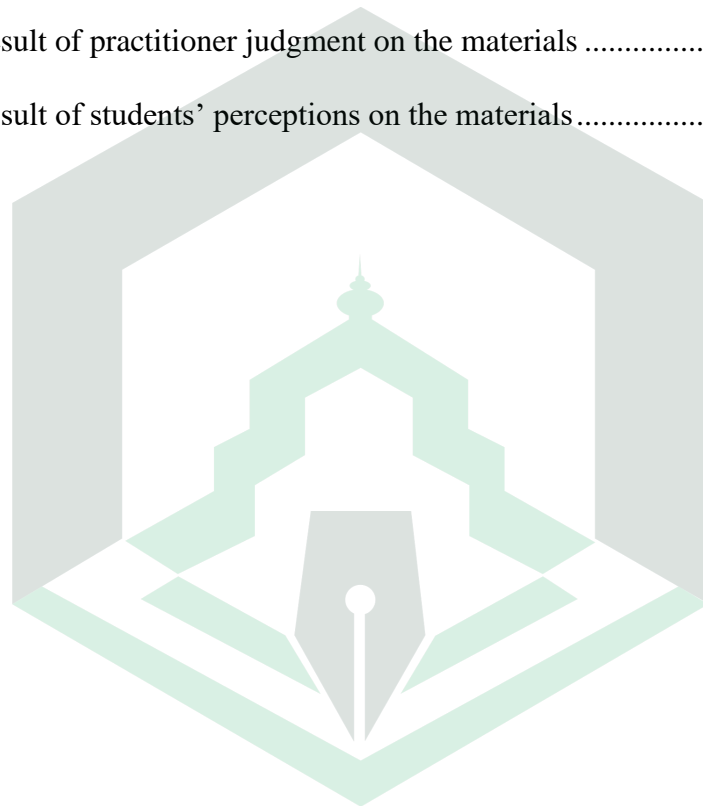 sult of practitioner judgment on the materials ...............
sult of students’ perceptions on the materials................